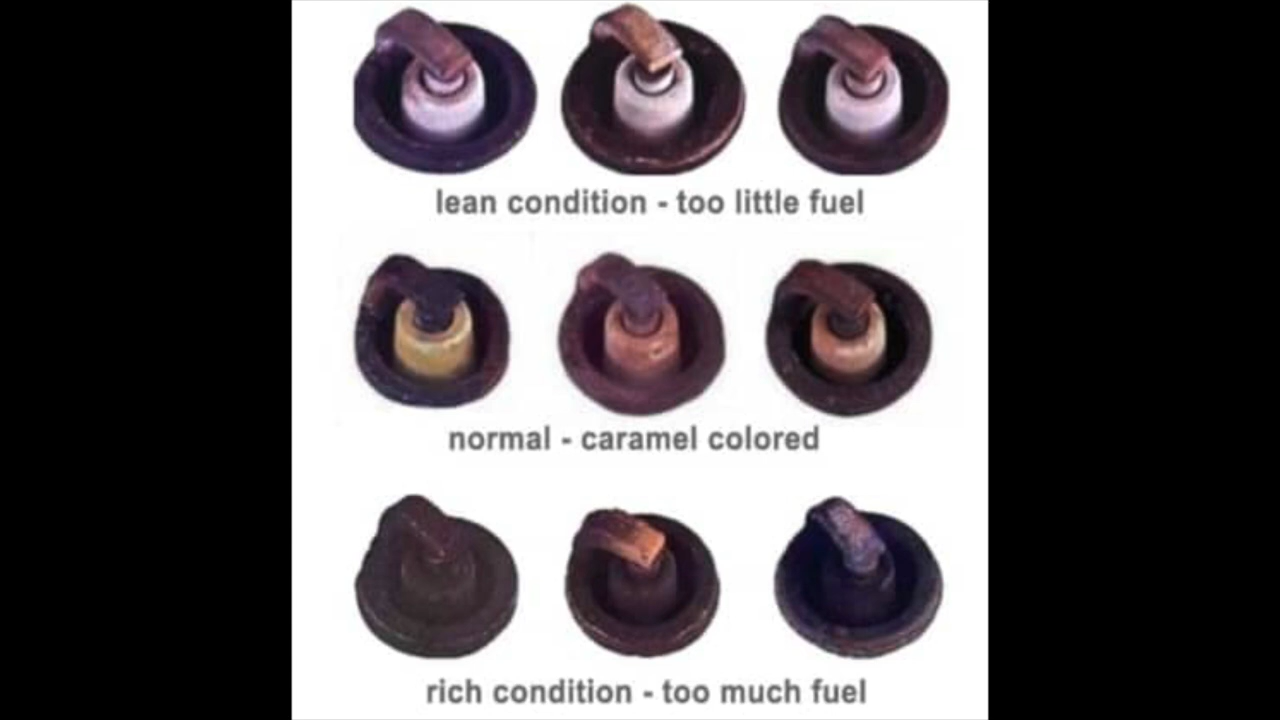 lean condition - too little fuel
normal - caramel colored
rich condition - too much fuel